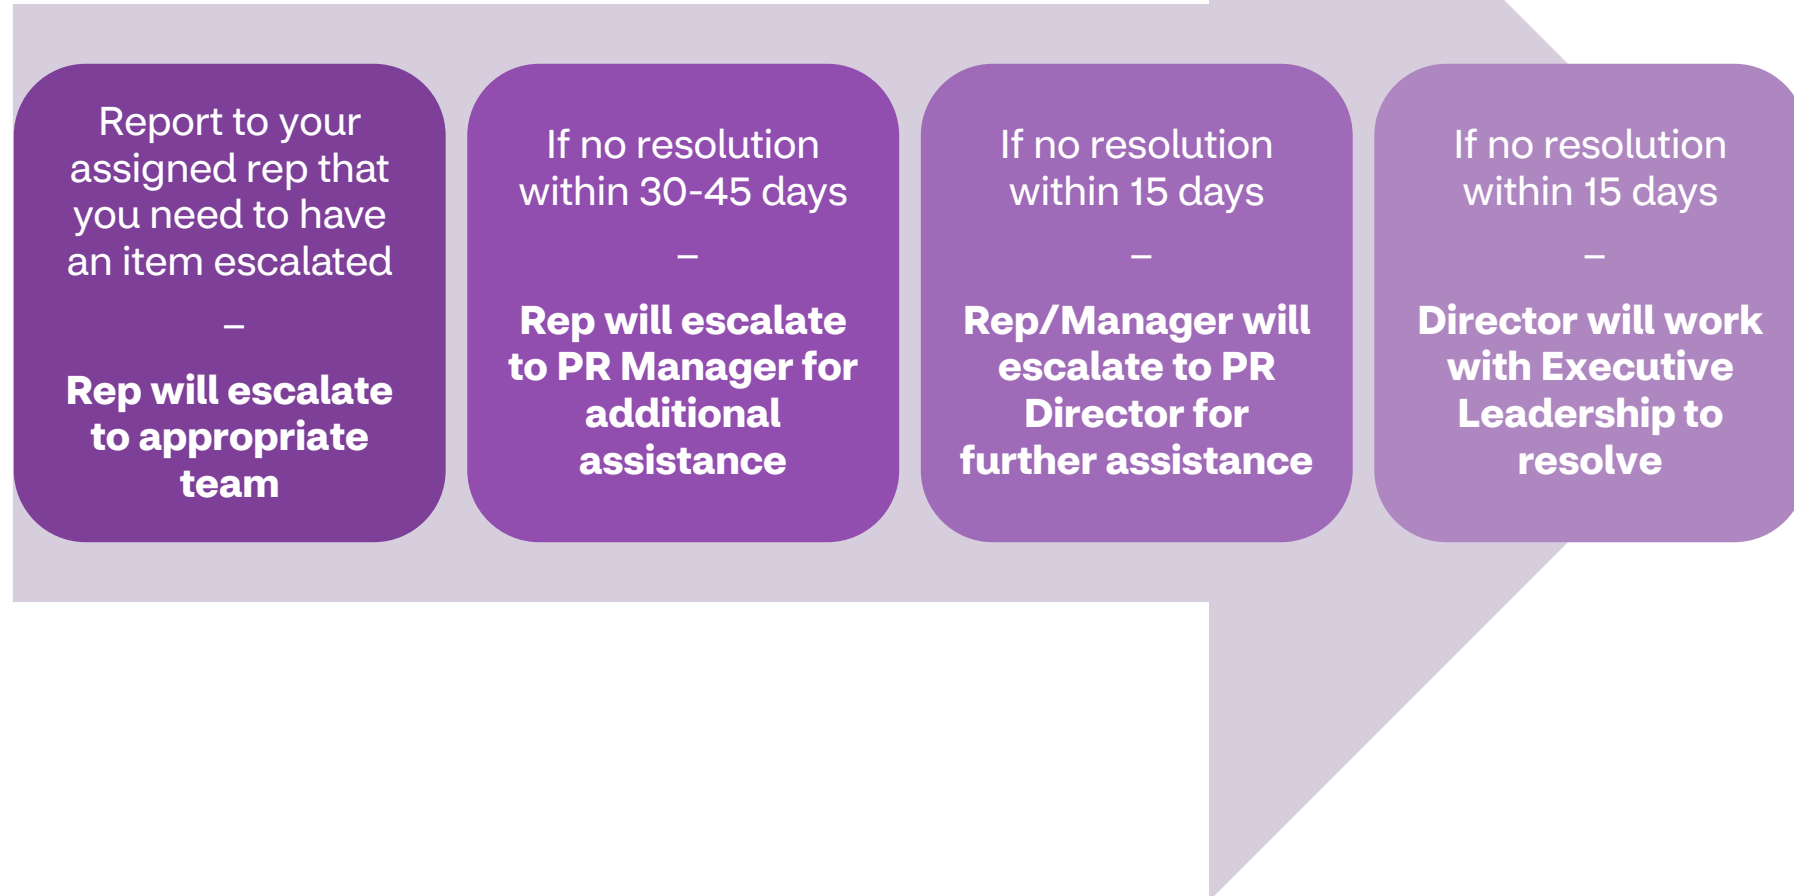 Report to your
assigned rep that
you need to have
an item escalated
–
Rep will escalate
to appropriate
team
If no resolution
within 30-45 days
–
Rep will escalate
to PR Manager for
additional
assistance
If no resolution
within 15 days
–
Rep/Manager will
escalate to PR
Director for
further assistance
If no resolution
within 15 days
–
Director will work
with Executive
Leadership to
resolve